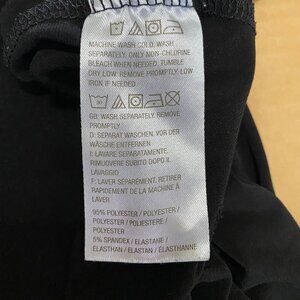 MACHINE WASH COLD. WASH
SEPARATELY. ONLY NON-CHLORINE
BLEACH WHEN NEEDED. TUMBLE
DRY LOW. REMOVE PROMPTLY. LOW
IRON IF NEEDED.
GB: WASH SEPARATELY. REMOVE
PROMPTLY
D: SEPARAT WASCHEN. VOR DER
WÄSCHE ENTFERNEN
I: LAVARE SEPARATAMENTE.
RIMUOVERE SUBITO DOPO IL
LAVAGGIO
F: LAVER SÉPARÉMENT. RETIRER
RAPIDEMENT DE LA MACHINE À
LAVER
95% POLYESTER / POLYESTER /
POLYESTER / POLIESTERE /
POLYESTER
5% SPANDEX / ELASTANE /
ELASTHAN / ELASTAN / ÉLASTHANNE